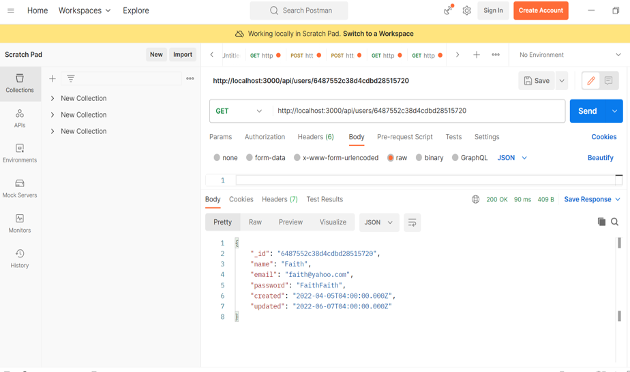 Home Workspaces Explore Search Postman Sign In Create Account
Working locally in Scratch Pad. Switch to a Workspace
Scratch Pad New Import
Untitle GET http POST htt POST htt GET http GET http No Environment
Collections
http://localhost:3000/api/users/6487552c38d4cdbd28515720 Save
New Collection
New Collection
New Collection
APIs
GET http://localhost:3000/api/users/6487552c38d4cdbd28515720 Send
Environments
Params Authorization Headers (6) Body Pre-request Script Tests Settings Cookies
none form-data x-www-form-urlencoded raw binary GraphQL JSON Beautify
1
Mock Servers
Body Cookies Headers (7) Test Results 200 OK 90 ms 409 B Save Response
Monitors
Pretty Raw Preview Visualize JSON
History
1 {
2 "_id": "6487552c38d4cdbd28515720",
3 "name": "Faith",
4 "email": "faith@yahoo.com",
5 "password": "FaithFaith",
6 "created": "2022-04-05T04:00:00.000Z",
7 "updated": "2022-06-07T04:00:00.000Z"
8 }